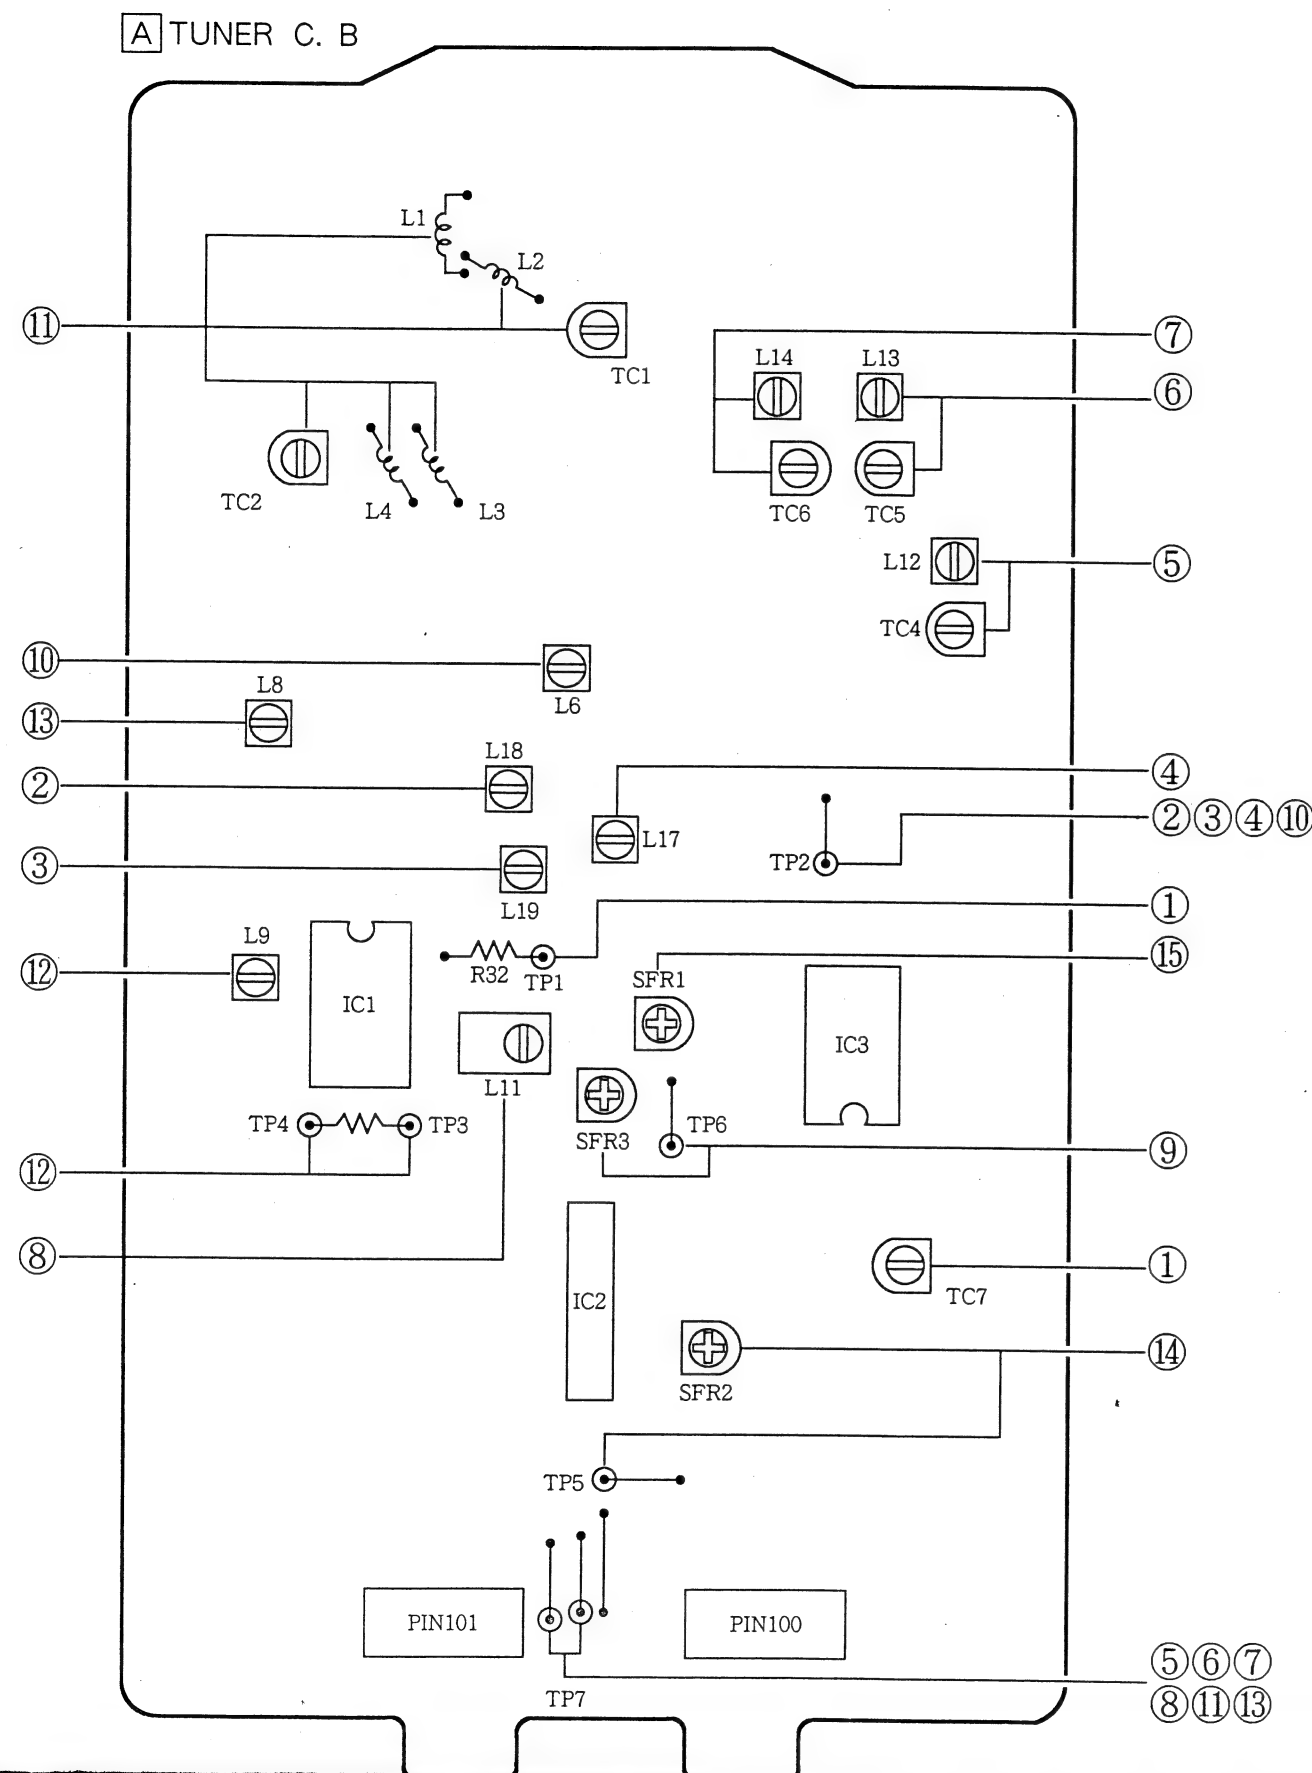 A TUNER C. B
L1
L2
⑪
⑦
L14 L13
TC1
⑥
TC2
L4 L3
TC6 TC5
L12
⑤
TC4
⑩
L8
L6
⑬
L18
④
②
②③④⑩
L17
TP2
③
L19
①
L9
⑮
R32 TP1
SFR1
⑫
IC1
IC3
L11
TP4 TP3
TP6
SFR3
⑨
⑫
⑧
①
IC2
TC7
⑭
SFR2
TP5
PIN101
PIN100
⑤⑥⑦
TP7
⑧⑪⑬